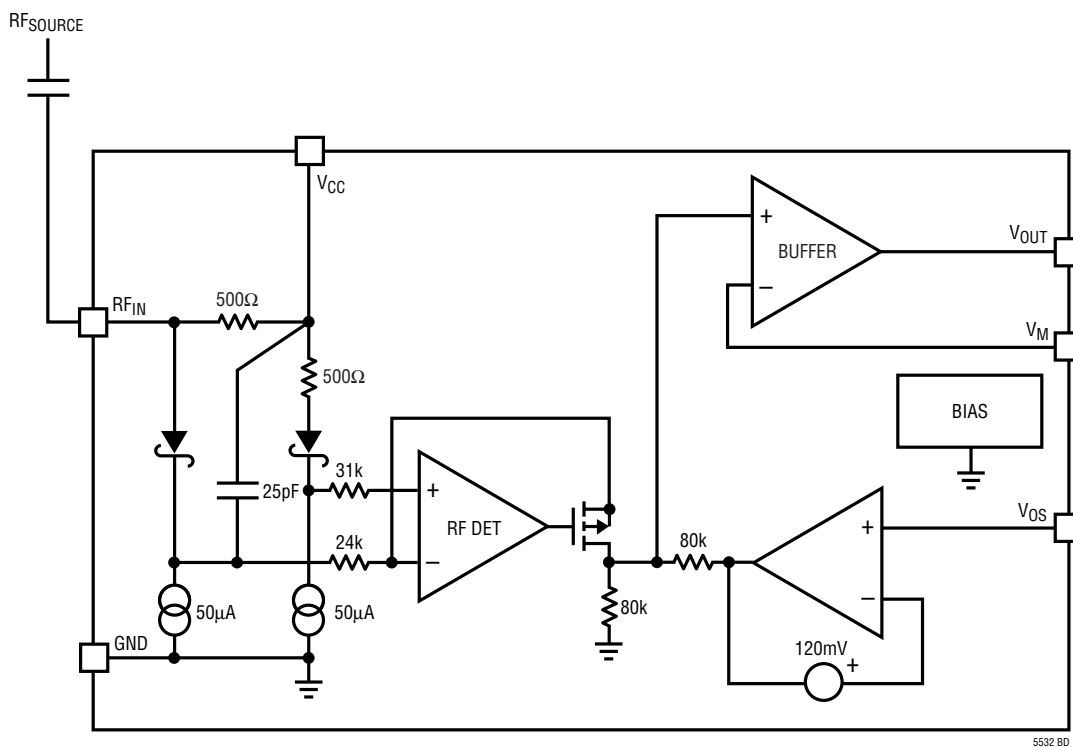 RFSOURCE
VCC
RFIN
500Ω
500Ω
25pF
31k
24k
+
−
RF DET
50µA
50µA
GND
80k
80k
+
−
BUFFER
VOUT
VM
BIAS
VOS
+
−
120mV
+
5532 BD